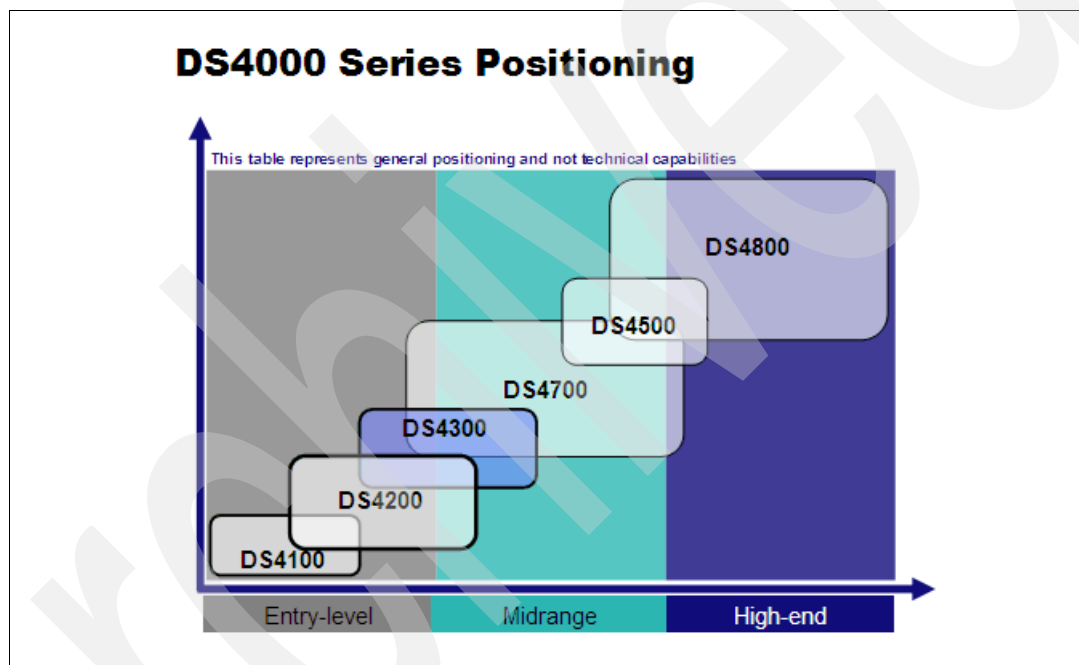 DS4000 Series Positioning
This table represents general positioning and not technical capabilities
DS4800
DS4500
DS4700
DS4300
DS4200
DS4100
Entry-level Midrange High-end